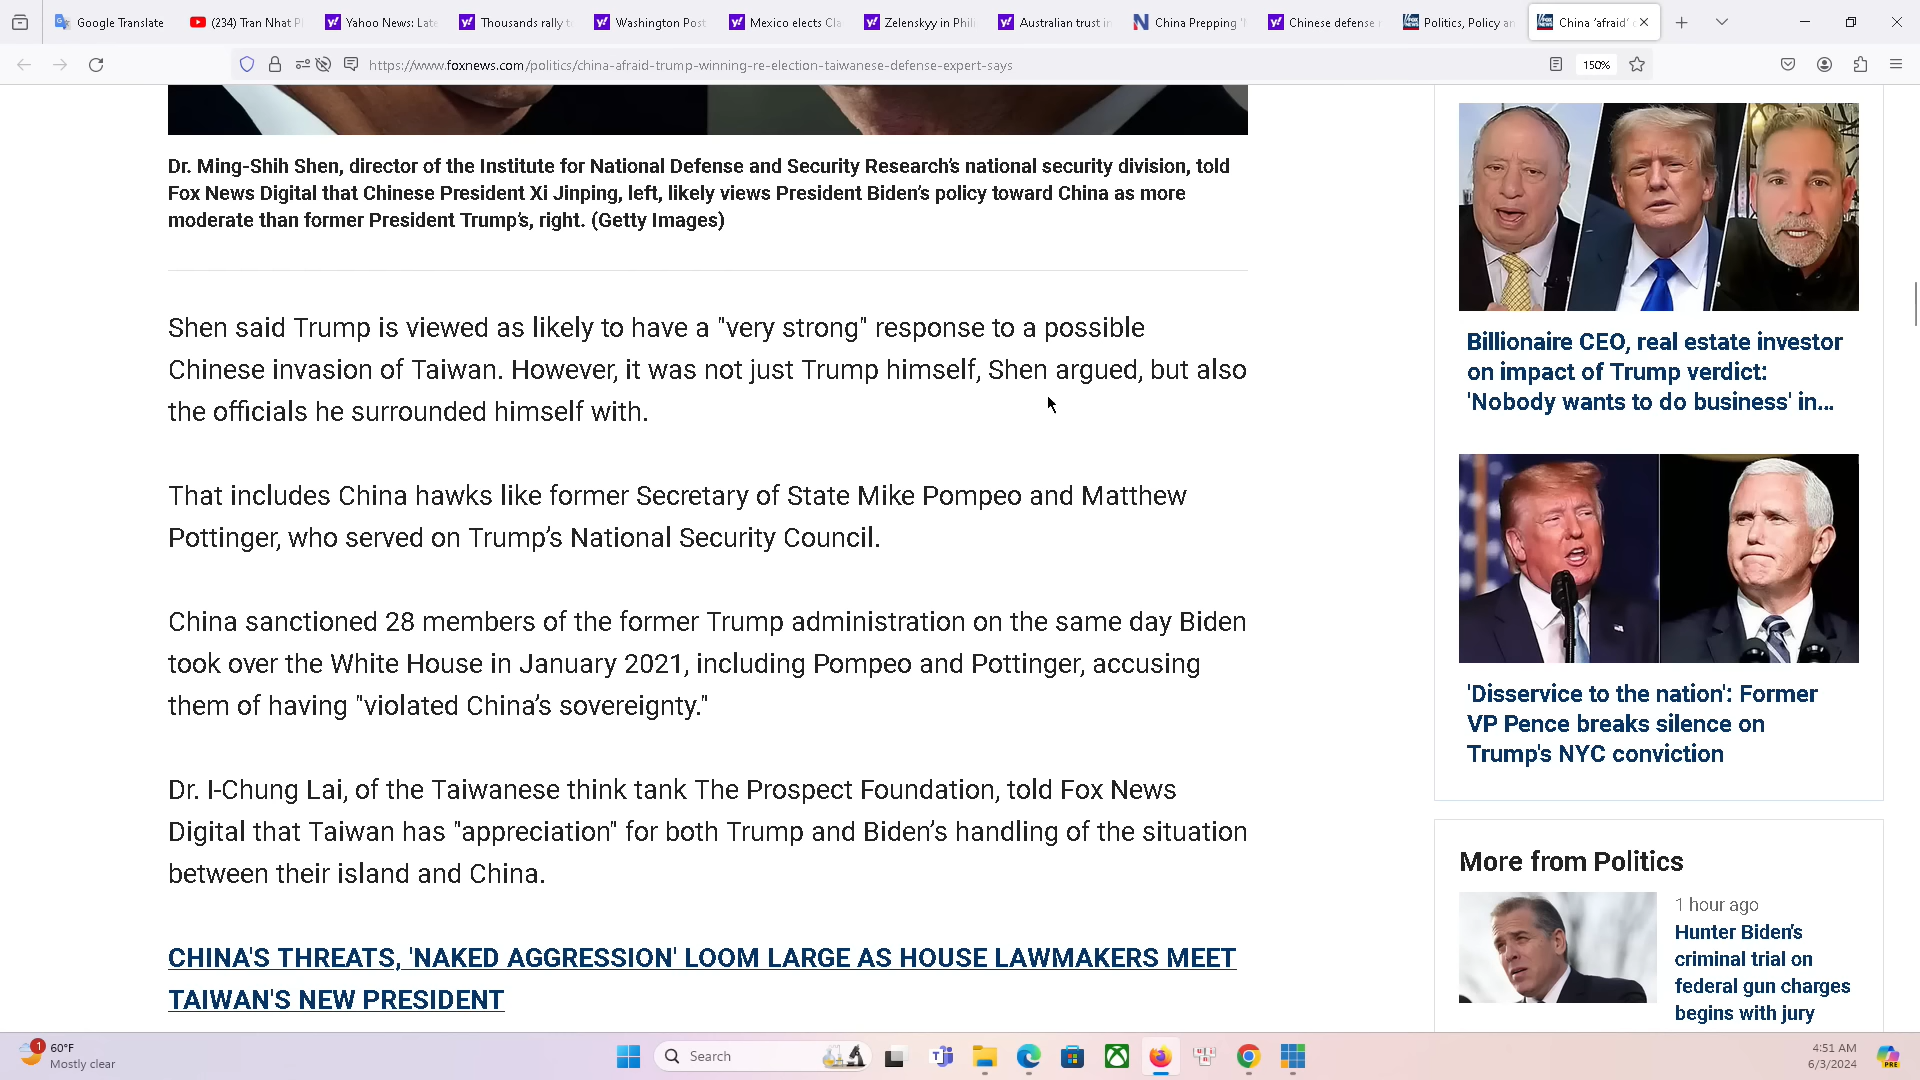 Google Translate
(234) Tran Nhat P
Yahoo News: Late
Thousands rally t
Washington Post
Mexico elects Cla
Zelenskyy in Phili
Australian trust in
China Prepping 'I
Chinese defense
Politics, Policy an
China 'afraid'
https://www.foxnews.com/politics/china-afraid-trump-winning-re-election-taiwanese-defense-expert-says
150%
Dr. Ming-Shih Shen, director of the Institute for National Defense and Security Research's national security division, told
Fox News Digital that Chinese President Xi Jinping, left, likely views President Biden's policy toward China as more
moderate than former President Trump's, right. (Getty Images)
Shen said Trump is viewed as likely to have a "very strong" response to a possible
Chinese invasion of Taiwan. However, it was not just Trump himself, Shen argued, but also
the officials he surrounded himself with.
That includes China hawks like former Secretary of State Mike Pompeo and Matthew
Pottinger, who served on Trump's National Security Council.
China sanctioned 28 members of the former Trump administration on the same day Biden
took over the White House in January 2021, including Pompeo and Pottinger, accusing
them of having "violated China's sovereignty."
Dr. I-Chung Lai, of the Taiwanese think tank The Prospect Foundation, told Fox News
Digital that Taiwan has "appreciation" for both Trump and Biden's handling of the situation
between their island and China.
CHINA'S THREATS, 'NAKED AGGRESSION' LOOM LARGE AS HOUSE LAWMAKERS MEET
TAIWAN'S NEW PRESIDENT
Billionaire CEO, real estate investor
on impact of Trump verdict:
'Nobody wants to do business' in...
'Disservice to the nation': Former
VP Pence breaks silence on
Trump's NYC conviction
More from Politics
1 hour ago
Hunter Biden's
criminal trial on
federal gun charges
begins with jury
1
60°F
Mostly clear
Search
4:51 AM
6/3/2024
PRE